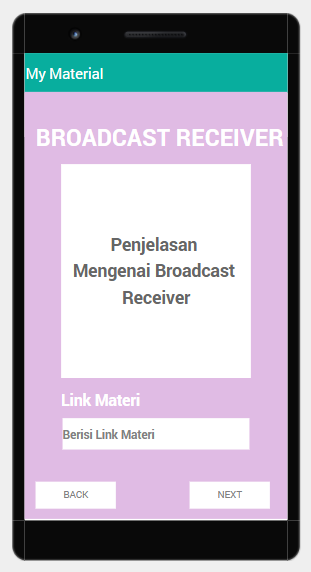 My Material
BROADCAST RECEIVER
Penjelasan
Mengenai Broadcast
Receiver
Link Materi
Berisi Link Materi
BACK
NEXT